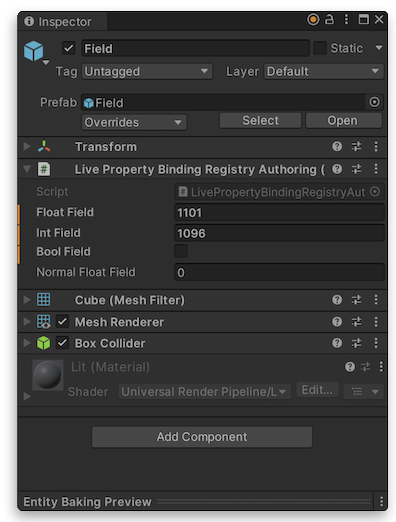 Inspector
Field
Static
Tag Untagged Layer Default
Prefab Field
Overrides Select Open
Transform
Live Property Binding Registry Authoring (
Script LivePropertyBindingRegistryAut
Float Field 1101
Int Field 1096
Bool Field
Normal Float Field 0
Cube (Mesh Filter)
Mesh Renderer
Box Collider
Lit (Material)
Shader Universal Render Pipeline/L Edit...
Add Component
Entity Baking Preview